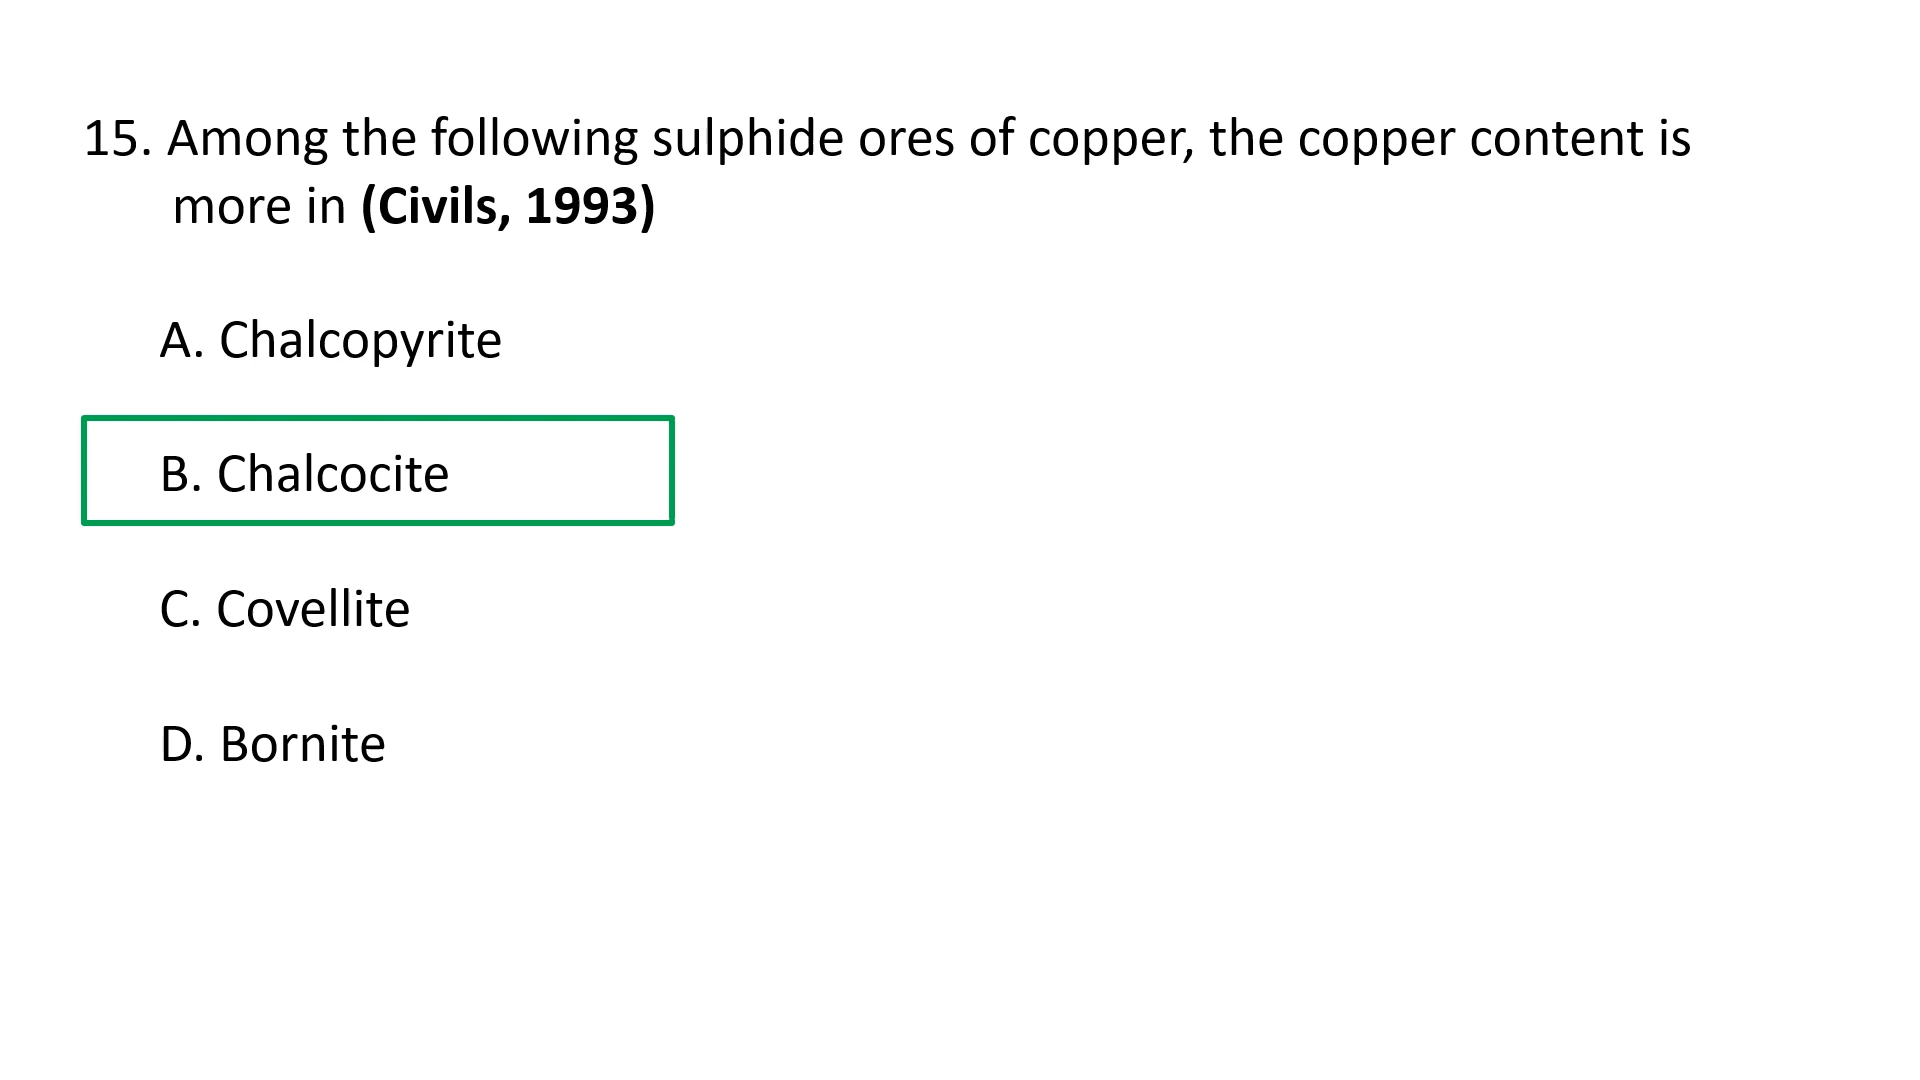 15. Among the following sulphide ores of copper, the copper content is
more in (Civils, 1993)
A. Chalcopyrite
B. Chalcocite
C. Covellite
D. Bornite